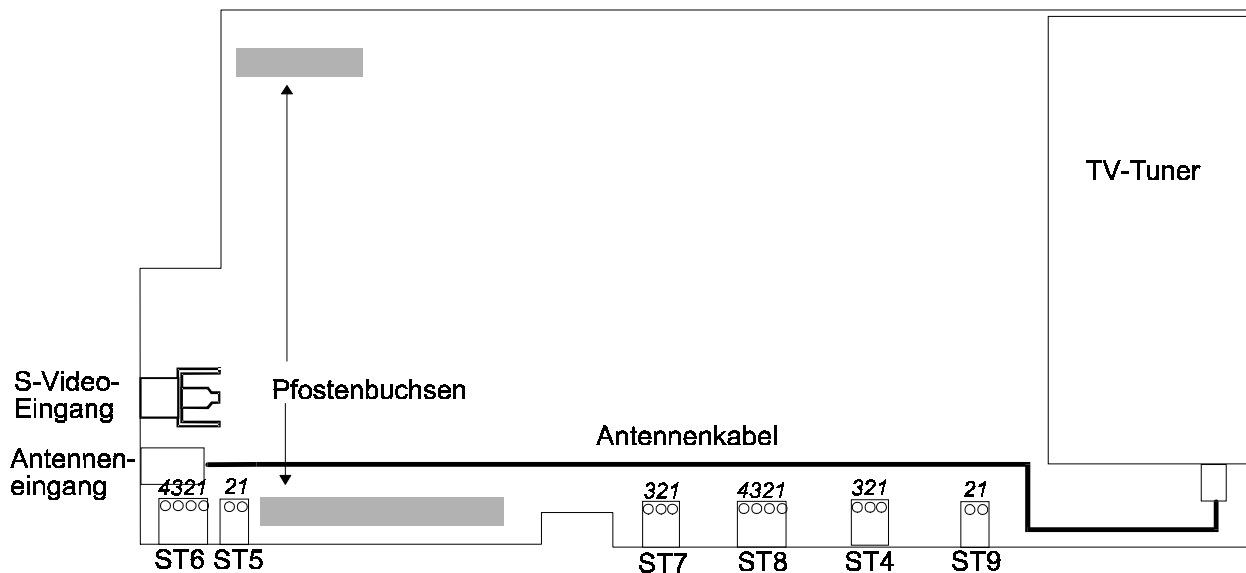 TV-Tuner
S-Video-
Eingang
Pfostenbuchsen
Antennenkabel
Antennen-
eingang
4321
21
321
4321
321
21
ST6
ST5
ST7
ST8
ST4
ST9